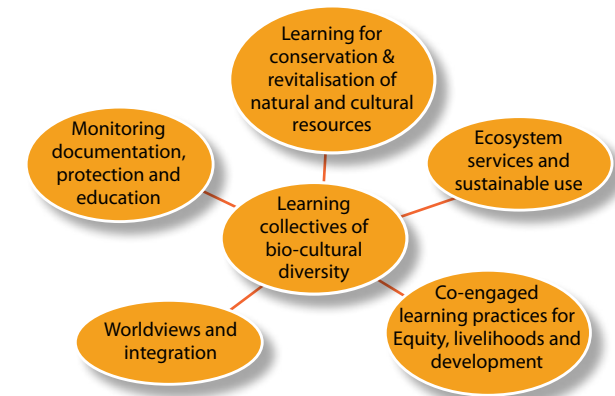 Learning for
conservation &
revitalisation of
natural and cultural
resources
Monitoring
documentation,
protection and
education
Ecosystem
services and
sustainable use
Learning
collectives of
bio-cultural
diversity
Worldviews and
integration
Co-engaged
learning practices for
Equity, livelihoods and
development